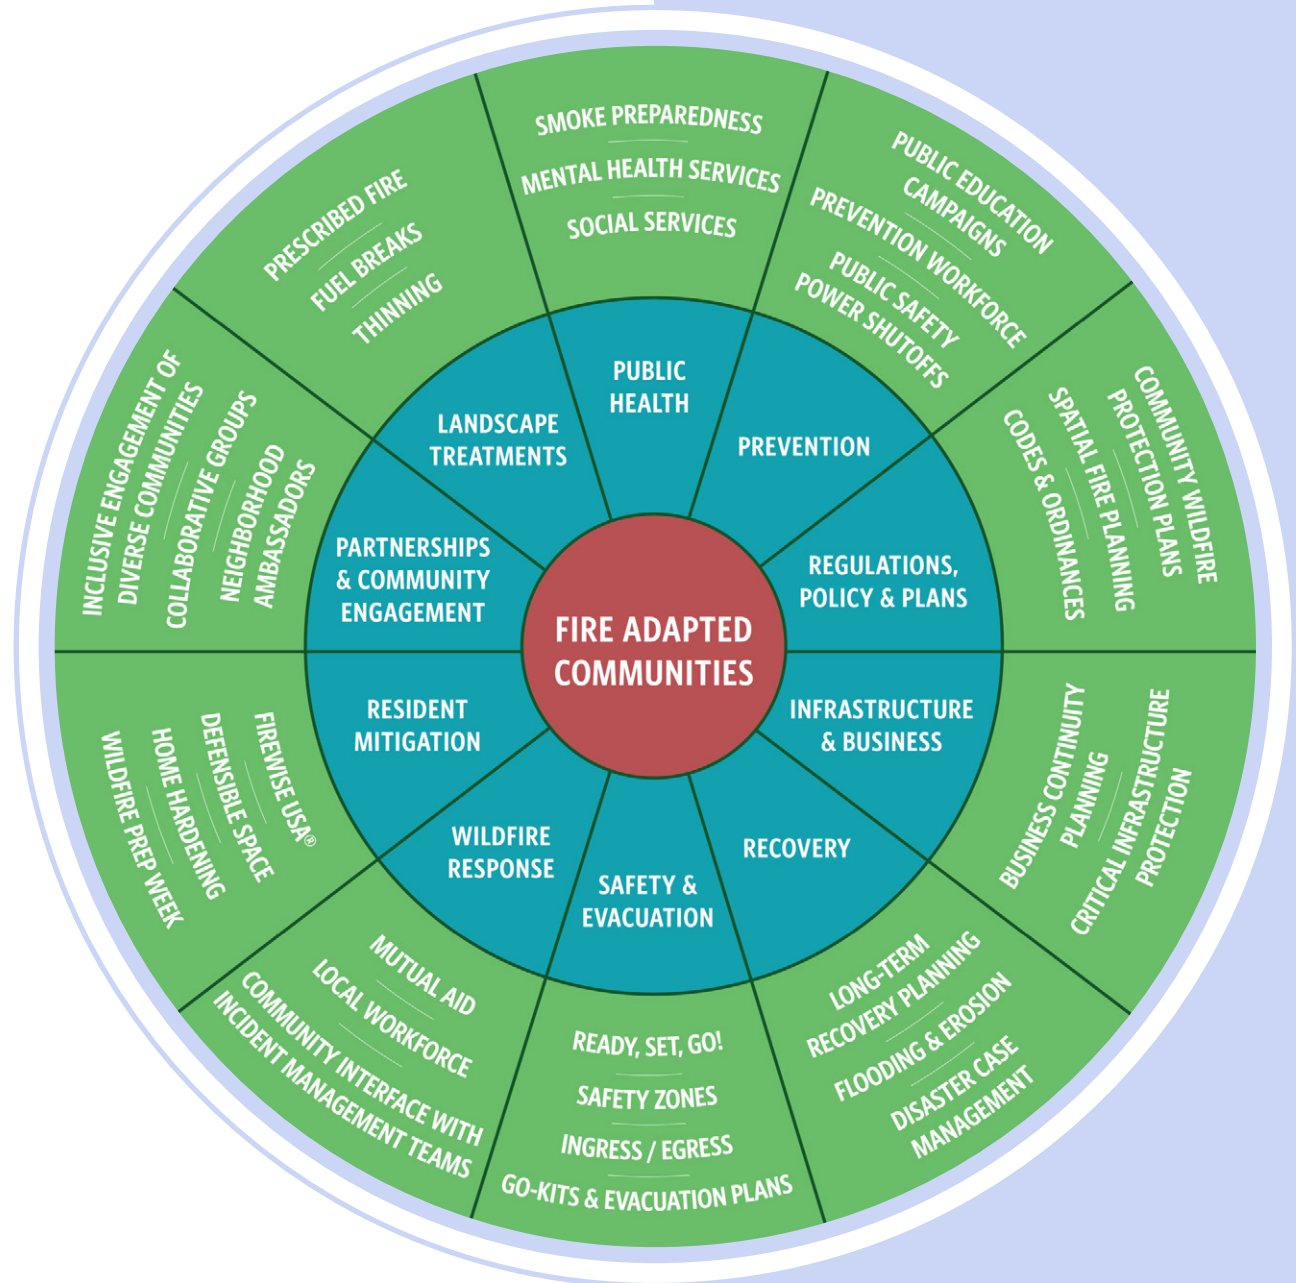 FIRE ADAPTED
COMMUNITIES
PUBLIC
HEALTH
SMOKE PREPAREDNESS
MENTAL HEALTH SERVICES
SOCIAL SERVICES
PREVENTION
PUBLIC EDUCATION
CAMPAIGNS
PREVENTION WORKFORCE
PUBLIC SAFETY
POWER SHUTOFFS
REGULATIONS,
POLICY & PLANS
COMMUNITY WILDFIRE
PROTECTION PLANS
SPATIAL FIRE PLANNING
CODES & ORDINANCES
INFRASTRUCTURE
& BUSINESS
BUSINESS CONTINUITY
PLANNING
CRITICAL INFRASTRUCTURE
PROTECTION
RECOVERY
LONG-TERM
RECOVERY PLANNING
FLOODING & EROSION
DISASTER CASE
MANAGEMENT
SAFETY &
EVACUATION
READY, SET, GO!
SAFETY ZONES
INGRESS / EGRESS
GO-KITS & EVACUATION PLANS
WILDFIRE
RESPONSE
MUTUAL AID
LOCAL WORKFORCE
COMMUNITY INTERFACE WITH
INCIDENT MANAGEMENT TEAMS
RESIDENT
MITIGATION
FIREWISE USA®
DEFENSIBLE SPACE
HOME HARDENING
WILDFIRE PREP WEEK
PARTNERSHIPS
& COMMUNITY
ENGAGEMENT
INCLUSIVE ENGAGEMENT OF
DIVERSE COMMUNITIES
COLLABORATIVE GROUPS
NEIGHBORHOOD
AMBASSADORS
LANDSCAPE
TREATMENTS
PRESCRIBED FIRE
FUEL BREAKS
THINNING